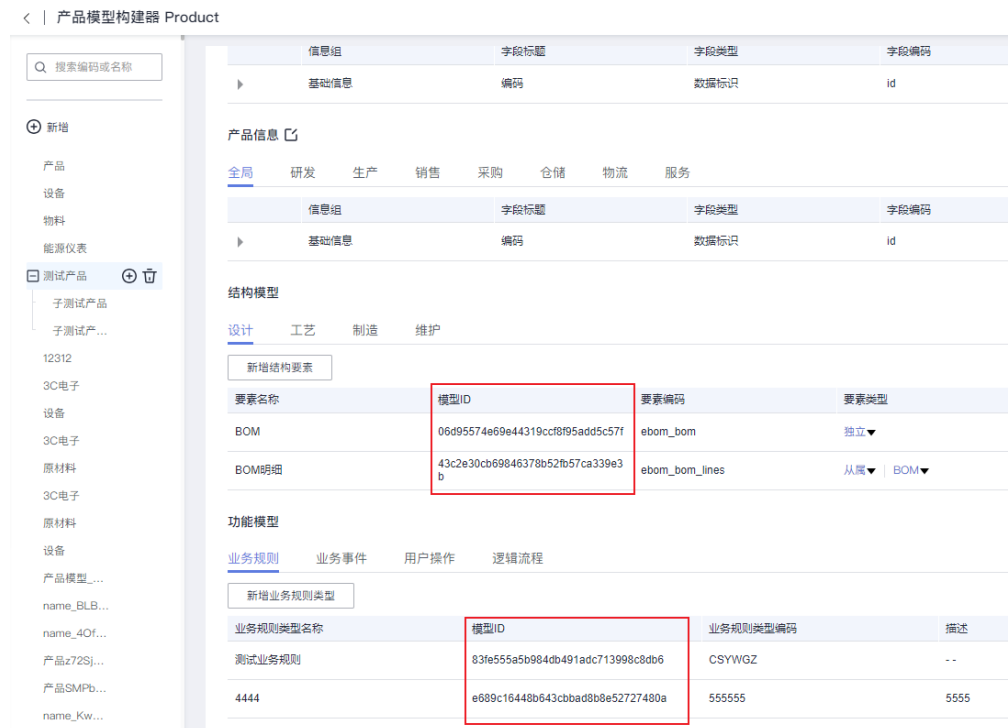 产品模型构建器 Product
搜索编码或名称
新增
产品
设备
物料
能源仪表
测试产品
子测试产品
子测试产...
12312
3C电子
设备
3C电子
原材料
3C电子
原材料
设备
产品模型_...
name_BLB...
name_4Of...
产品z72Sj...
产品SMPb...
name_Kw...
信息组 字段标题 字段类型 字段编码
基础信息 编码 数据标识 id
产品信息
全局 研发 生产 销售 采购 仓储 物流 服务
信息组 字段标题 字段类型 字段编码
基础信息 编码 数据标识 id
结构模型
设计 工艺 制造 维护
新增结构要素
要素名称 模型ID 要素编码 要素类型
BOM 06d95574e69e44319ccf8f95add5c57f ebom_bom 独立
BOM明细 43c2e30cb69846378b52fb57ca339e3 ebom_bom_lines 从属 BOM
b
功能模型
业务规则 业务事件 用户操作 逻辑流程
新增业务规则类型
业务规则类型名称 模型ID 业务规则类型编码 描述
测试业务规则 83fe555a5b984db491adc713998c8db6 CSYWGZ --
4444 e689c16448b643cbbad8b8e52727480a 555555 5555